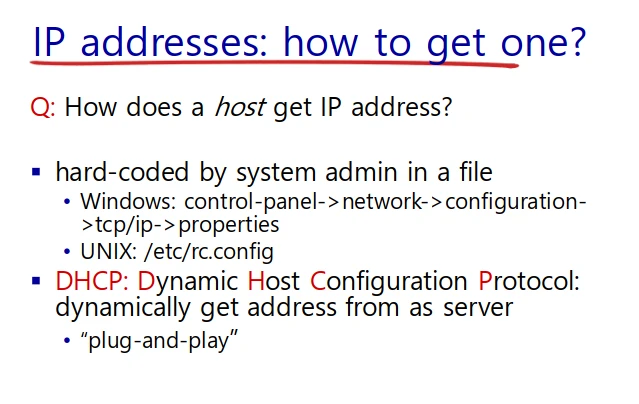 IP addresses: how to get one?
Q: How does a host get IP address?
▪ hard-coded by system admin in a file
• Windows: control-panel->network->configuration-
>tcp/ip->properties
• UNIX: /etc/rc.config
▪ DHCP: Dynamic Host Configuration Protocol:
dynamically get address from as server
• “plug-and-play”